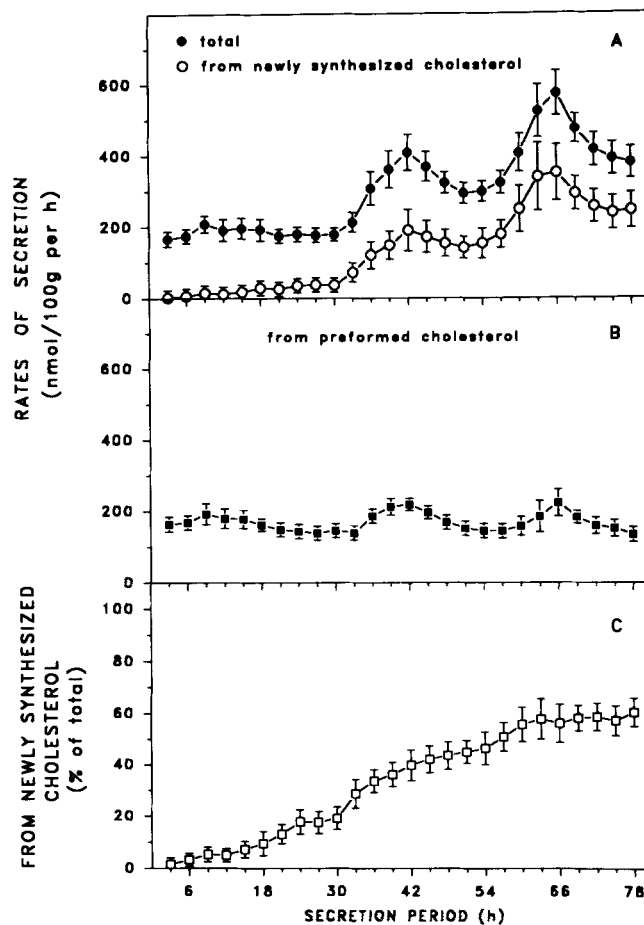 ● total
○ from newly synthesized cholesterol
A
600
400
200
0
RATES OF SECRETION
(nmol/100g per h)
from preformed cholesterol
B
600
400
200
0
C
100
80
60
40
20
0
FROM NEWLY SYNTHESIZED
CHOLESTEROL
(% of total)
6 18 30 42 54 66 78
SECRETION PERIOD (h)